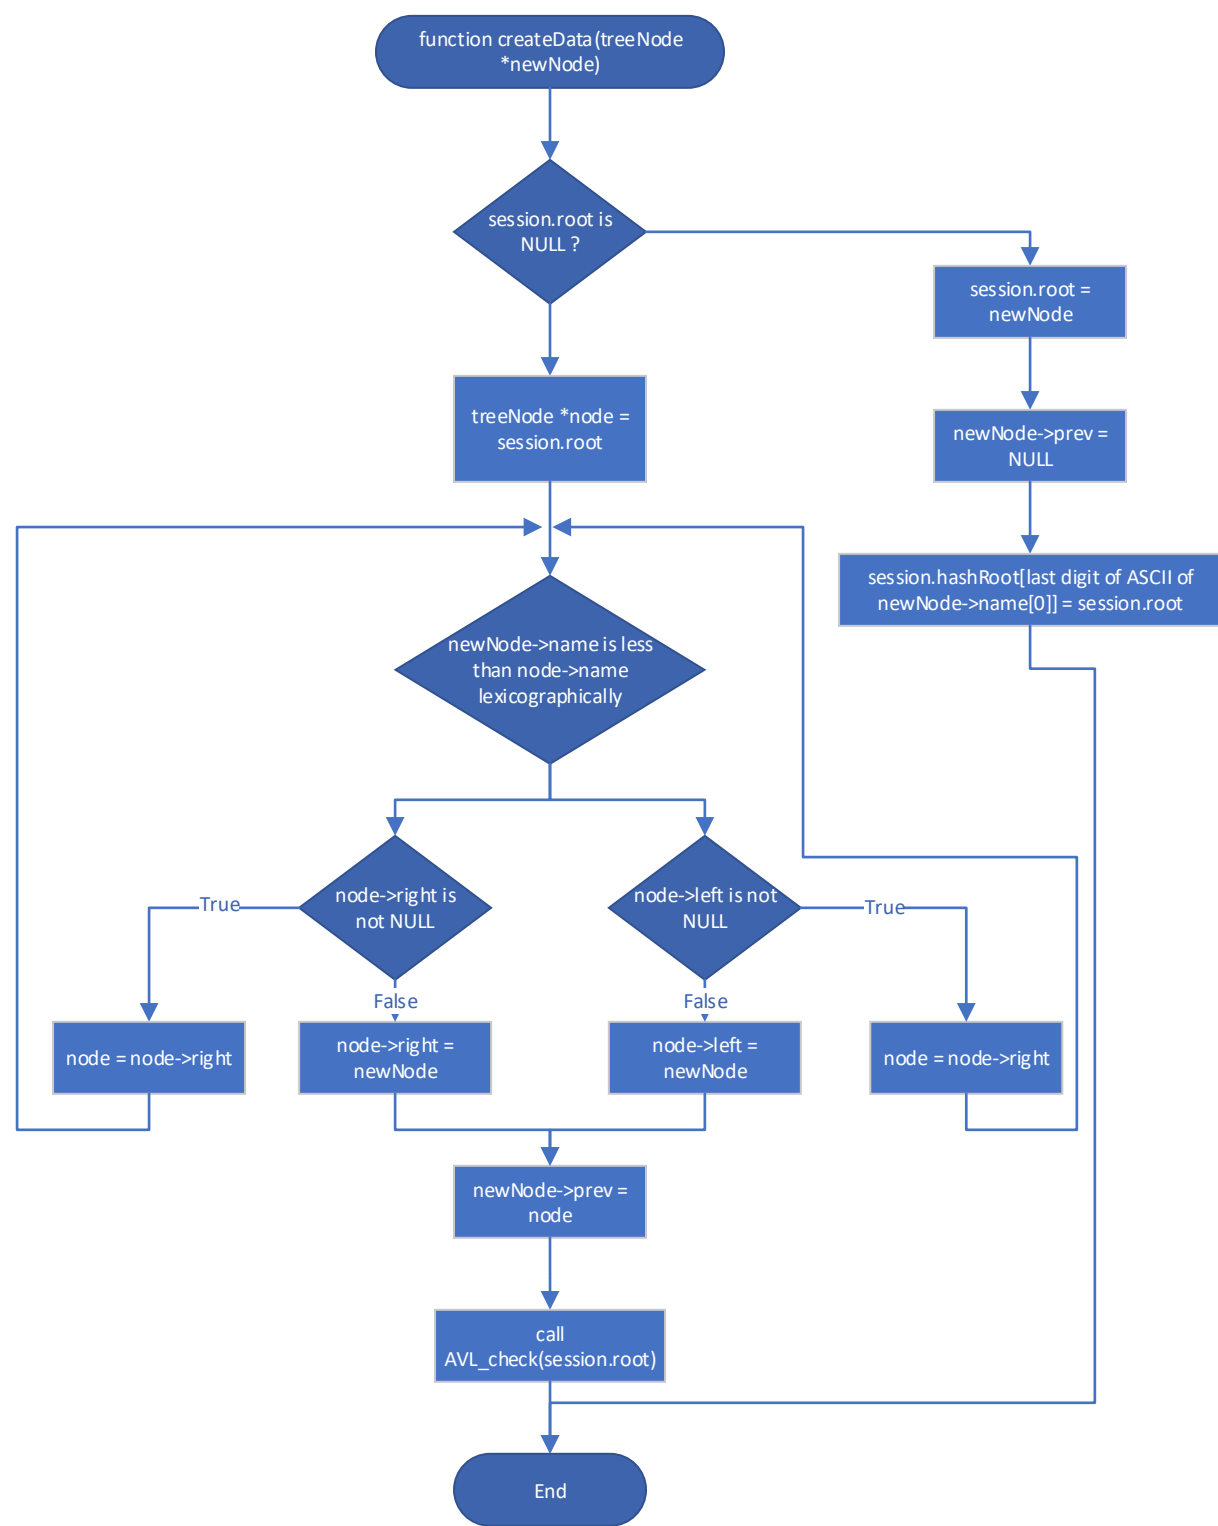 function createData(treeNode
*newNode)
session.root is
NULL ?
session.root =
newNode
treeNode *node =
session.root
newNode->prev =
NULL
session.hashRoot[last digit of ASCII of
newNode->name[0]] = session.root
newNode->name is less
than node->name
lexicographically
node->right is
not NULL
node->left is not
NULL
True
True
False
False
node = node->right
node->right =
newNode
node->left =
newNode
node = node->right
newNode->prev =
node
call
AVL_check(session.root)
End